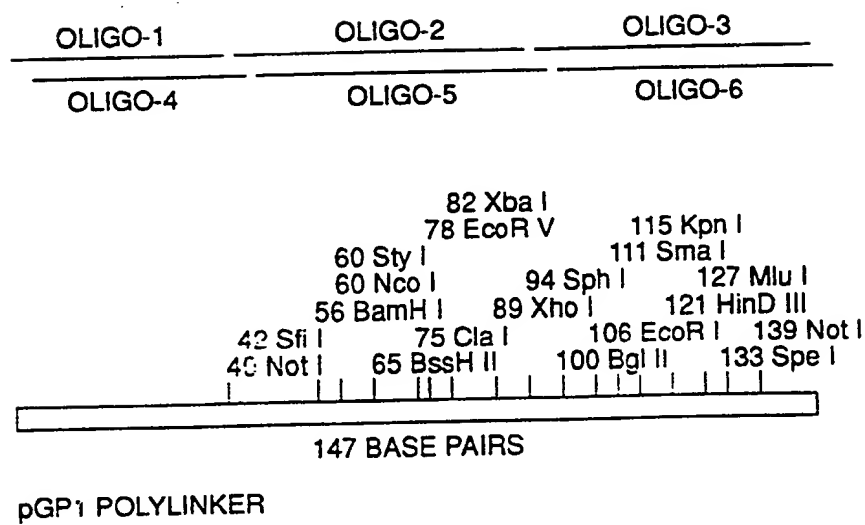 OLIGO-1 OLIGO-2 OLIGO-3
OLIGO-4 OLIGO-5 OLIGO-6
82 Xba I
78 EcoR V 115 Kpn I
60 Sty I 111 Sma I
60 Nco I 94 Sph I 127 Mlu I
56 BamH I 89 Xho I 121 HinD III
42 Sfi I 75 Cla I 106 EcoR I 139 Not I
Not I 65 BssH II 100 Bgl II 133 Spe I
147 BASE PAIRS
pGP1 POLYLINKER